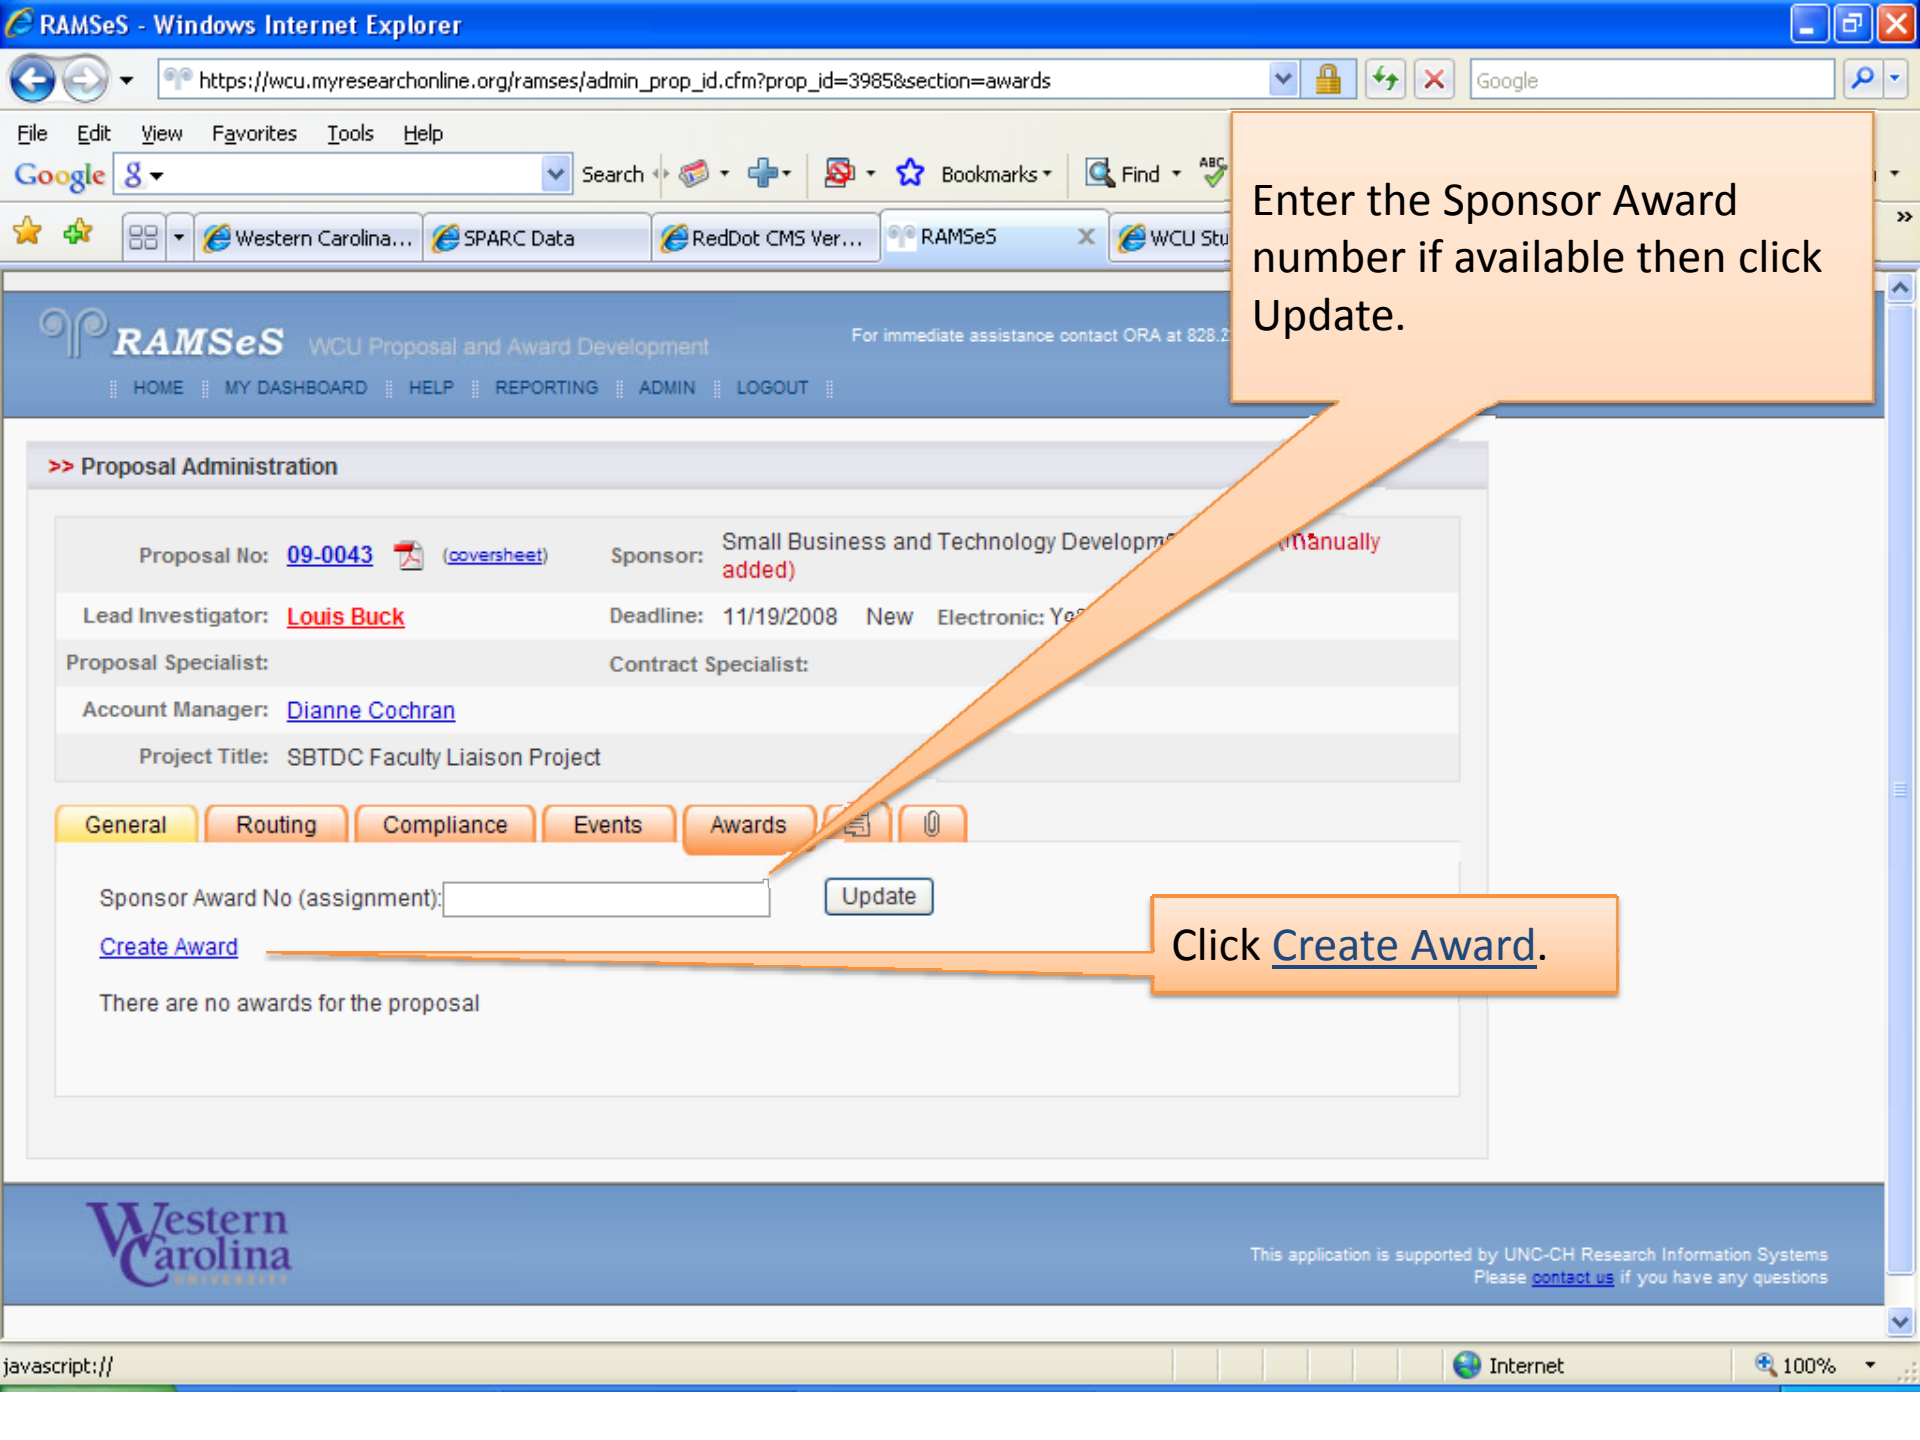 RAMSeS - Windows Internet Explorer
https://wcu.myresearchonline.org/ramses/admin_prop_id.cfm?prop_id=3985&section=awards
Google
File Edit View Favorites Tools Help
Google Search Bookmarks Find
Western Carolina... SPARC Data RedDot CMS Ver... RAMSeS WCU Stu
Enter the Sponsor Award
number if available then click
Update.
RAMSeS WCU Proposal and Award Development
For immediate assistance contact ORA at 828.2
HOME MY DASHBOARD HELP REPORTING ADMIN LOGOUT
>> Proposal Administration
Proposal No: 09-0043 (coversheet) Sponsor: Small Business and Technology Developm (manually
added)
Lead Investigator: Louis Buck Deadline: 11/19/2008 New Electronic: Yes
Proposal Specialist: Contract Specialist:
Account Manager: Dianne Cochran
Project Title: SBTDC Faculty Liaison Project
General Routing Compliance Events Awards
Sponsor Award No (assignment): Update
Create Award
Click Create Award.
There are no awards for the proposal
Western
Carolina
UNIVERSITY
This application is supported by UNC-CH Research Information Systems
Please contact us if you have any questions
javascript:// Internet 100%